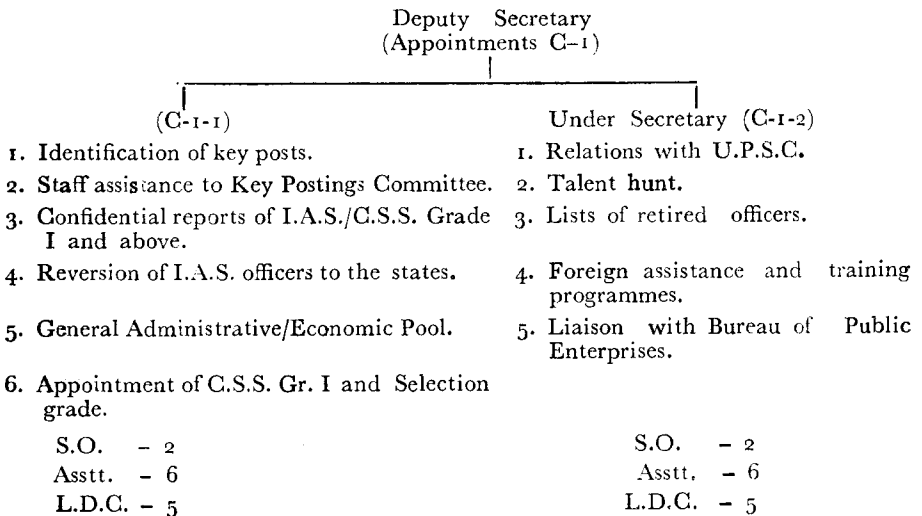 Deputy Secretary
(Appointments C-1)
(C-1-1)
1. Identification of key posts.
2. Staff assistance to Key Postings Committee.
3. Confidential reports of I.A.S./C.S.S. Grade
I and above.
4. Reversion of I.A.S. officers to the states.
5. General Administrative/Economic Pool.
6. Appointment of C.S.S. Gr. I and Selection
grade.
S.O. - 2
Asstt. - 6
L.D.C. - 5
Under Secretary (C-1-2)
1. Relations with U.P.S.C.
2. Talent hunt.
3. Lists of retired officers.
4. Foreign assistance and training
programmes.
5. Liaison with Bureau of Public
Enterprises.
S.O. - 2
Asstt. - 6
L.D.C. - 5